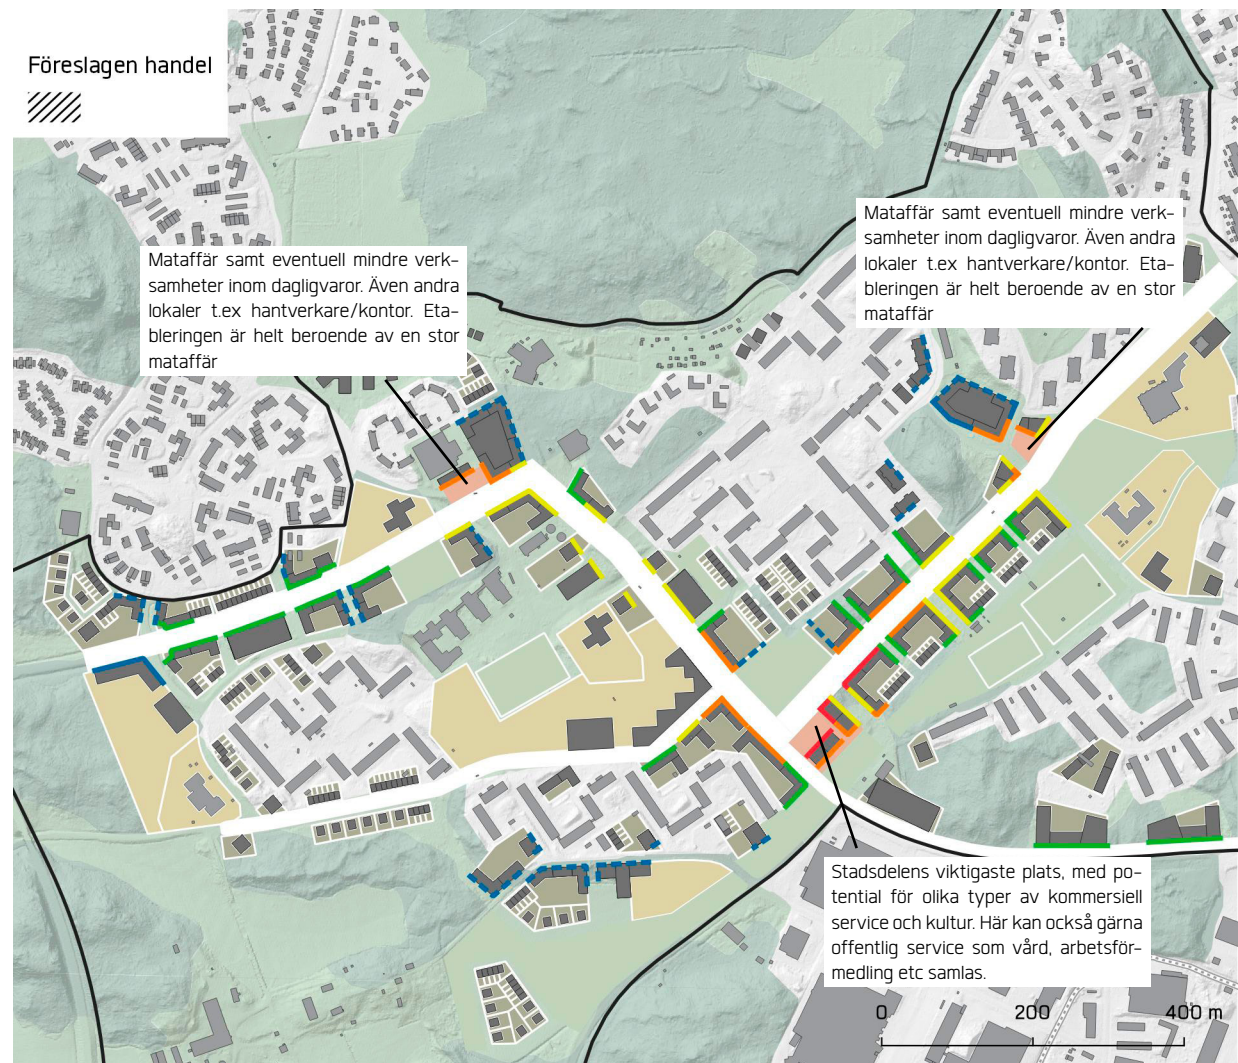 Föreslagen handel
Mataffär samt eventuell mindre verk-
samheter inom dagligvaror. Även andra
lokaler t.ex hantverkare/kontor. Eta-
bleringen är helt beroende av en stor
mataffär
Mataffär samt eventuell mindre verk-
samheter inom dagligvaror. Även andra
lokaler t.ex hantverkare/kontor. Eta-
bleringen är helt beroende av en stor
mataffär
Stadsdelens viktigaste plats, med po-
tential för olika typer av kommersiell
service och kultur. Här kan också gärna
offentlig service som vård, arbetsför-
medling etc samlas.
0 200 400 m